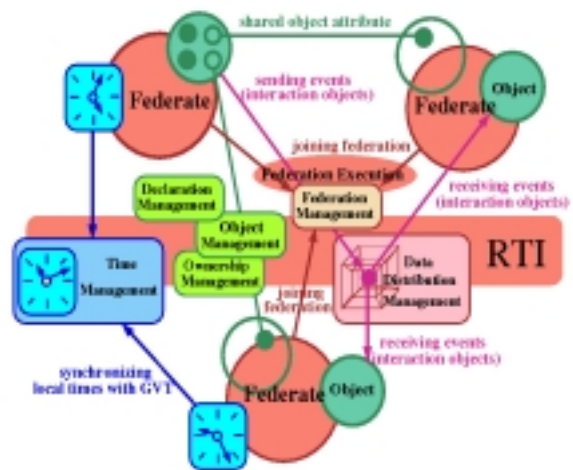 shared object attribute
sending events
(interaction objects)
Federate
Federate
Object
joining federation
Federation Execution
Declaration
Management
Federation
Management
receiving events
(interaction objects)
Object
Management
RTI
Time
Management
Ownership
Management
Data
Distribution
Management
joining
federation
receiving events
(interaction objects)
synchronizing
local times with GVT
Federate
Object